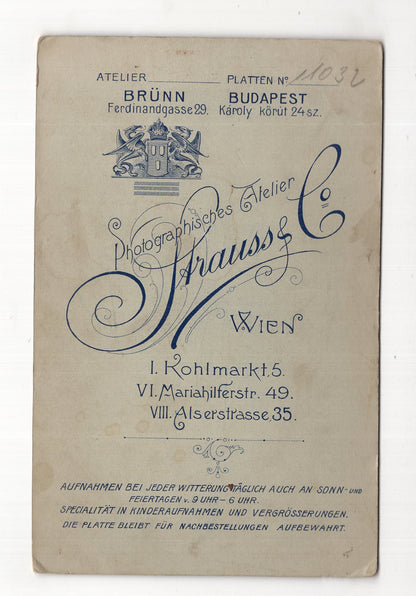 ATELIER PLATTEN Nº 11032
BRÜNN BUDAPEST
Ferdinandgasse 29. Károly körút 24 sz.
Photographisches Atelier
Strauss & Co
WIEN
I. Kohlmarkt, 5.
VI. Mariahilferstr. 49.
VIII. Alserstrasse, 35.
AUFNAHMEN BEI JEDER WITTERUNG TÄGLICH AUCH AN SONN- UND
FEIERTAGEN v. 9 UHR - 6 UHR.
SPECIALITÄT IN KINDERAUFNAHMEN UND VERGRÖSSERUNGEN.
DIE PLATTE BLEIBT FÜR NACHBESTELLUNGEN AUFBEWAHRT.